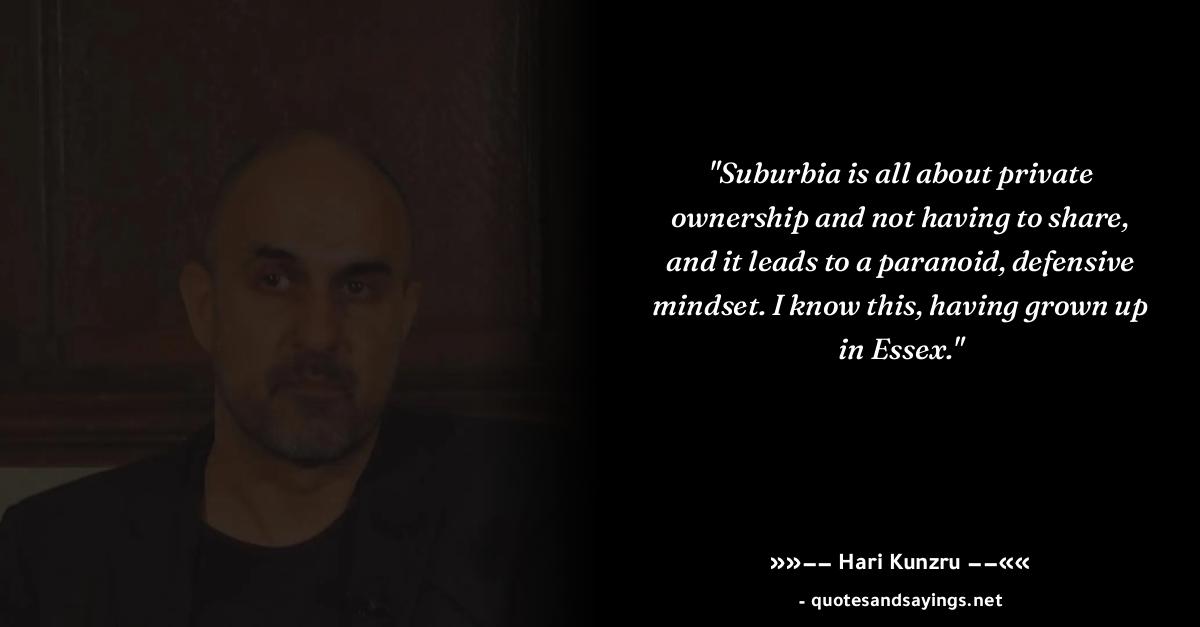 "Suburbia is all about private
ownership and not having to share,
and it leads to a paranoid, defensive
mindset. I know this, having grown up
in Essex."
»»−− Hari Kunzru −−««
- quotesandsayings.net